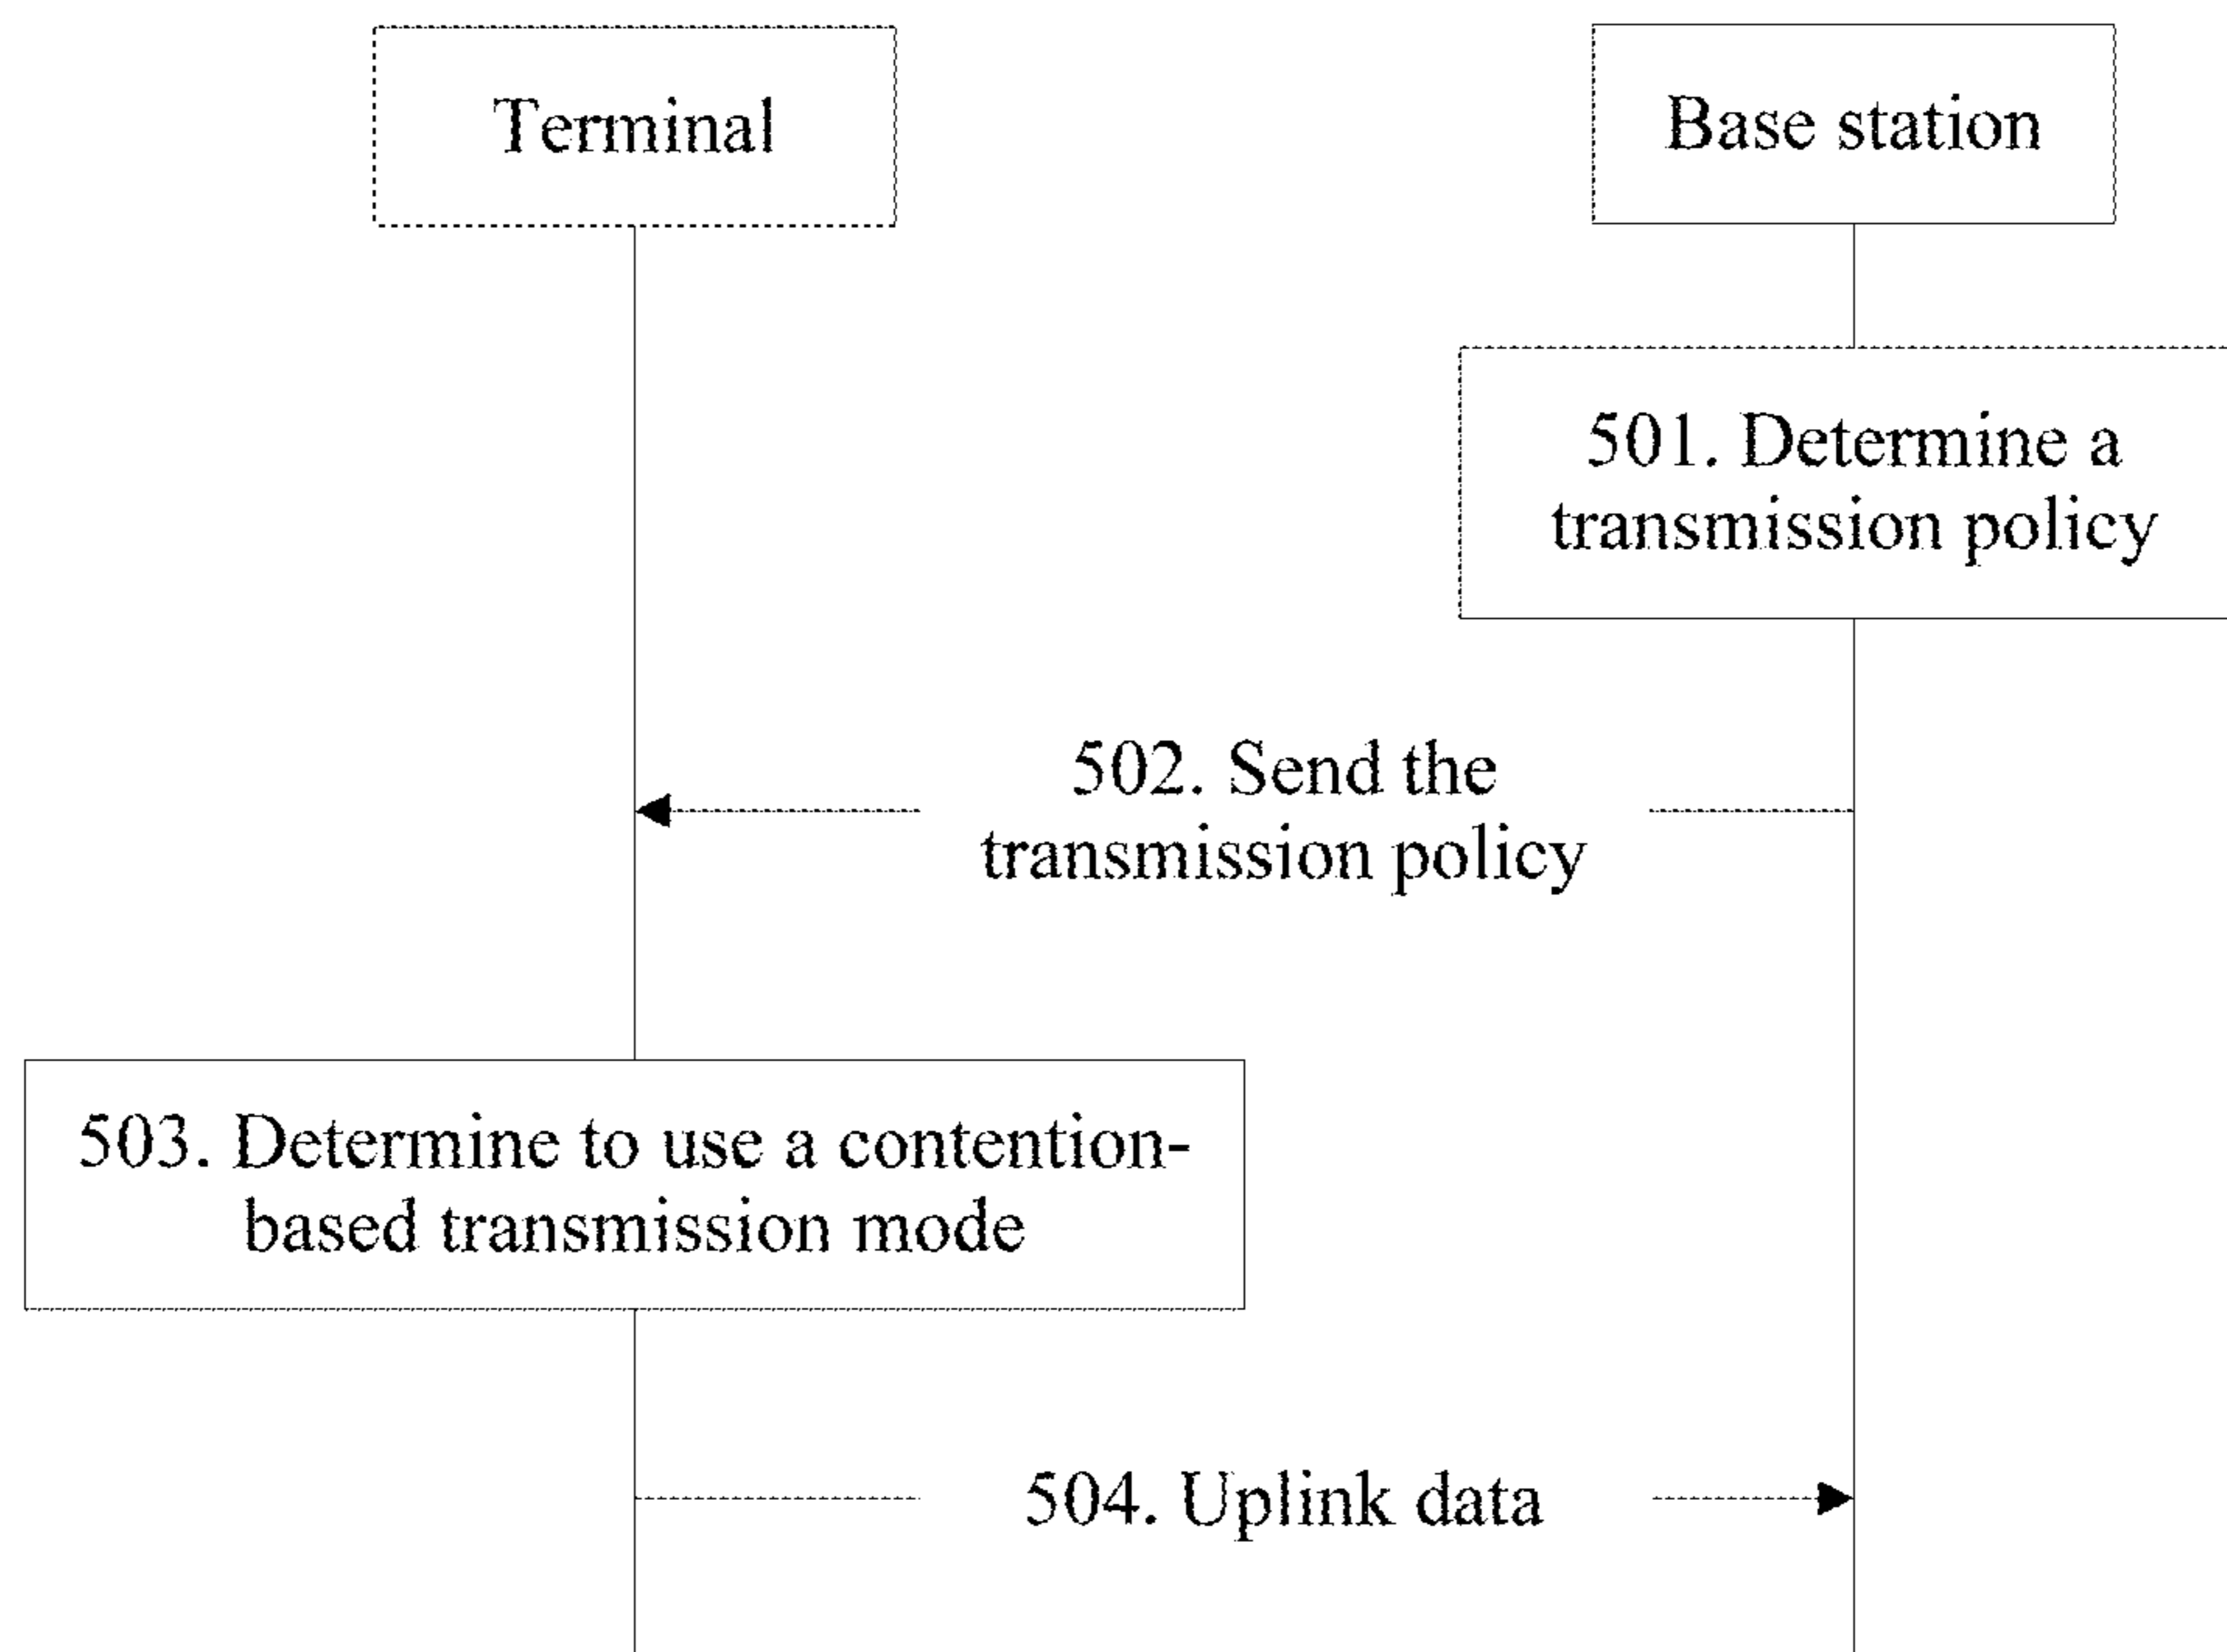 Terminal
Base station
501. Determine a
transmission policy
502. Send the
transmission policy
503. Determine to use a contention-
based transmission mode
504. Uplink data